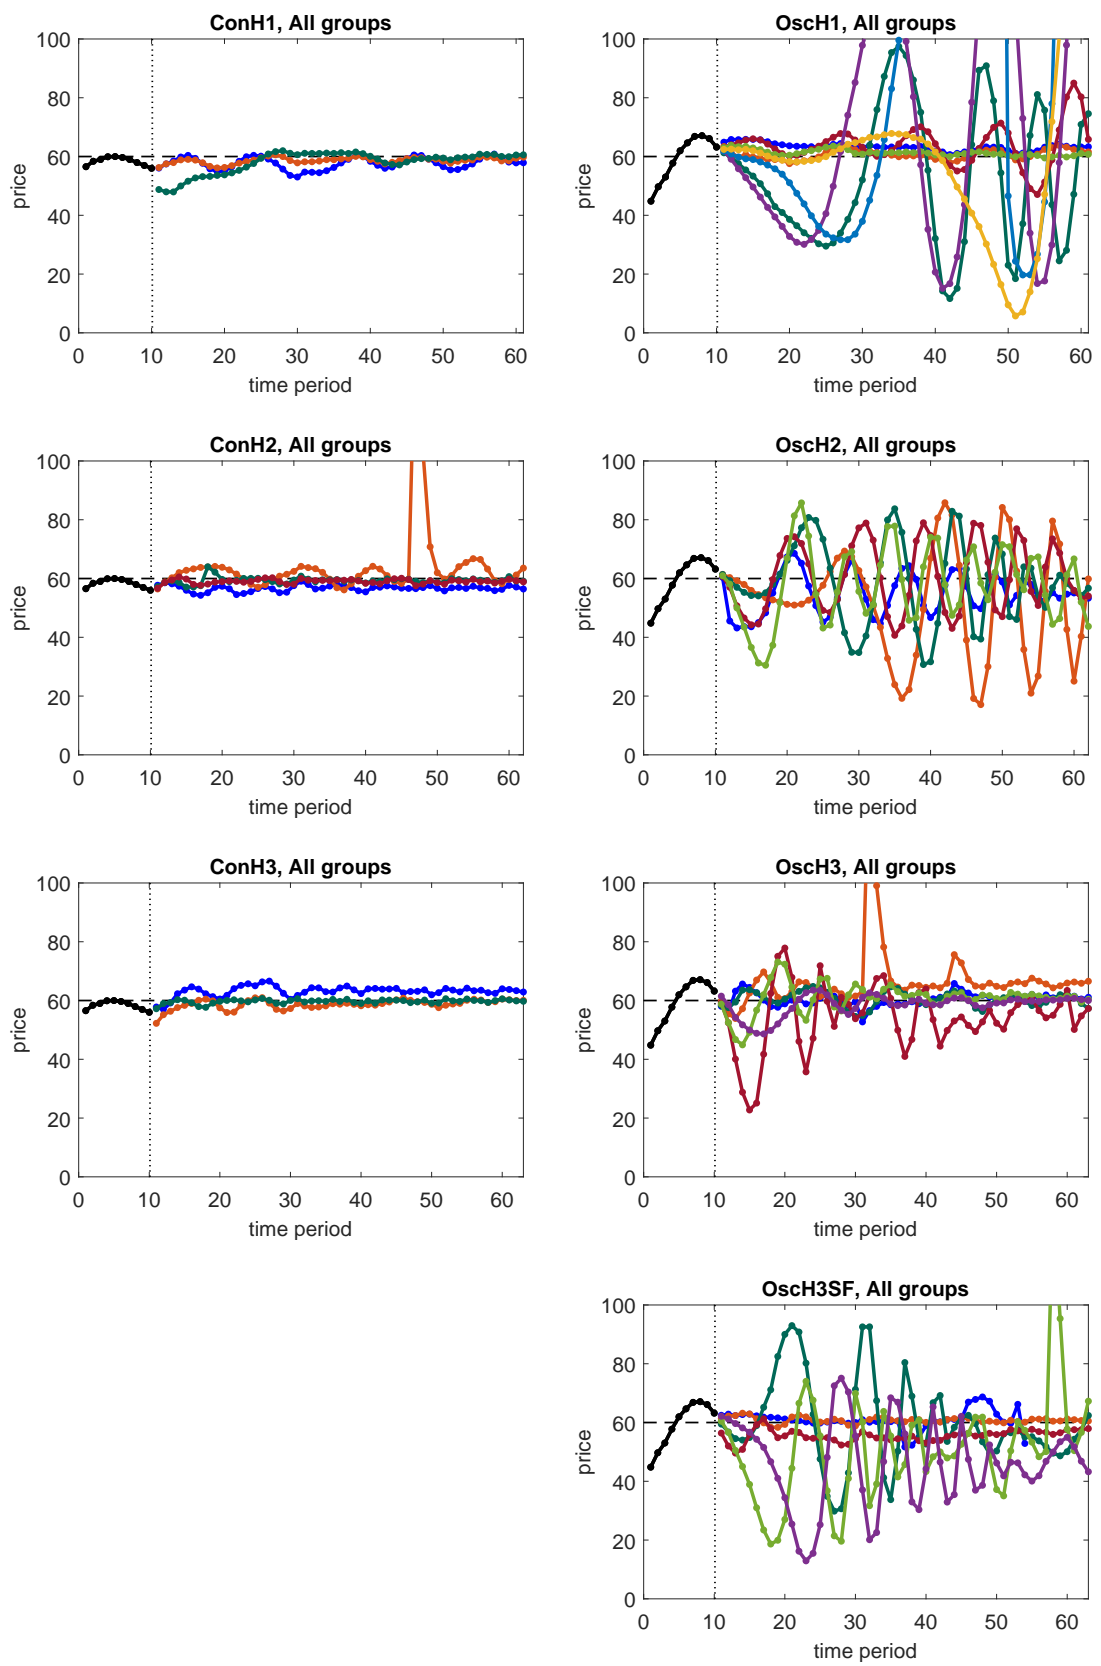 ConH1, All groups
100
80
60
40
20
0
price
0 10 20 30 40 50 60
time period
OscH1, All groups
100
80
60
40
20
0
price
0 10 20 30 40 50 60
time period
ConH2, All groups
100
80
60
40
20
0
price
0 10 20 30 40 50 60
time period
OscH2, All groups
100
80
60
40
20
0
price
0 10 20 30 40 50 60
time period
ConH3, All groups
100
80
60
40
20
0
price
0 10 20 30 40 50 60
time period
OscH3, All groups
100
80
60
40
20
0
price
0 10 20 30 40 50 60
time period
OscH3SF, All groups
100
80
60
40
20
0
price
0 10 20 30 40 50 60
time period